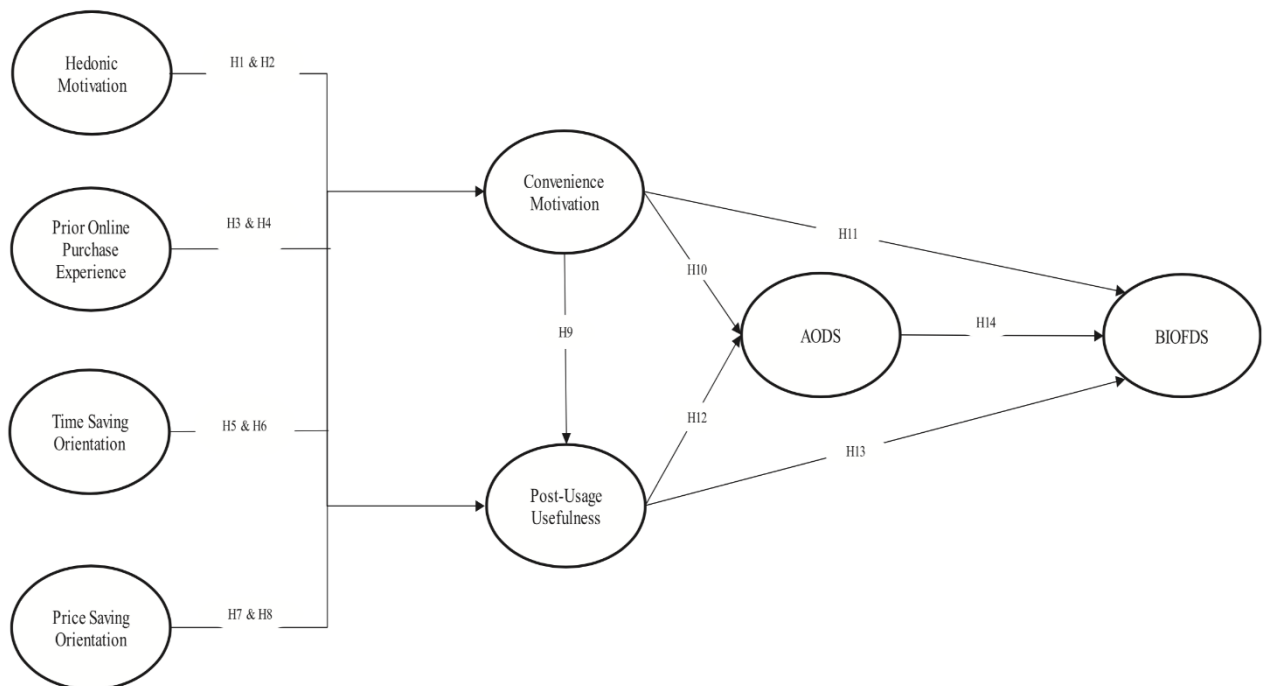 Hedonic
Motivation
H1 & H2
Prior Online
Purchase
Experience
H3 & H4
Time Saving
Orientation
H5 & H6
Price Saving
Orientation
H7 & H8
Convenience
Motivation
H9
Post-Usage
Usefulness
H10
H11
H12
H13
AODS
H14
BIOFDS